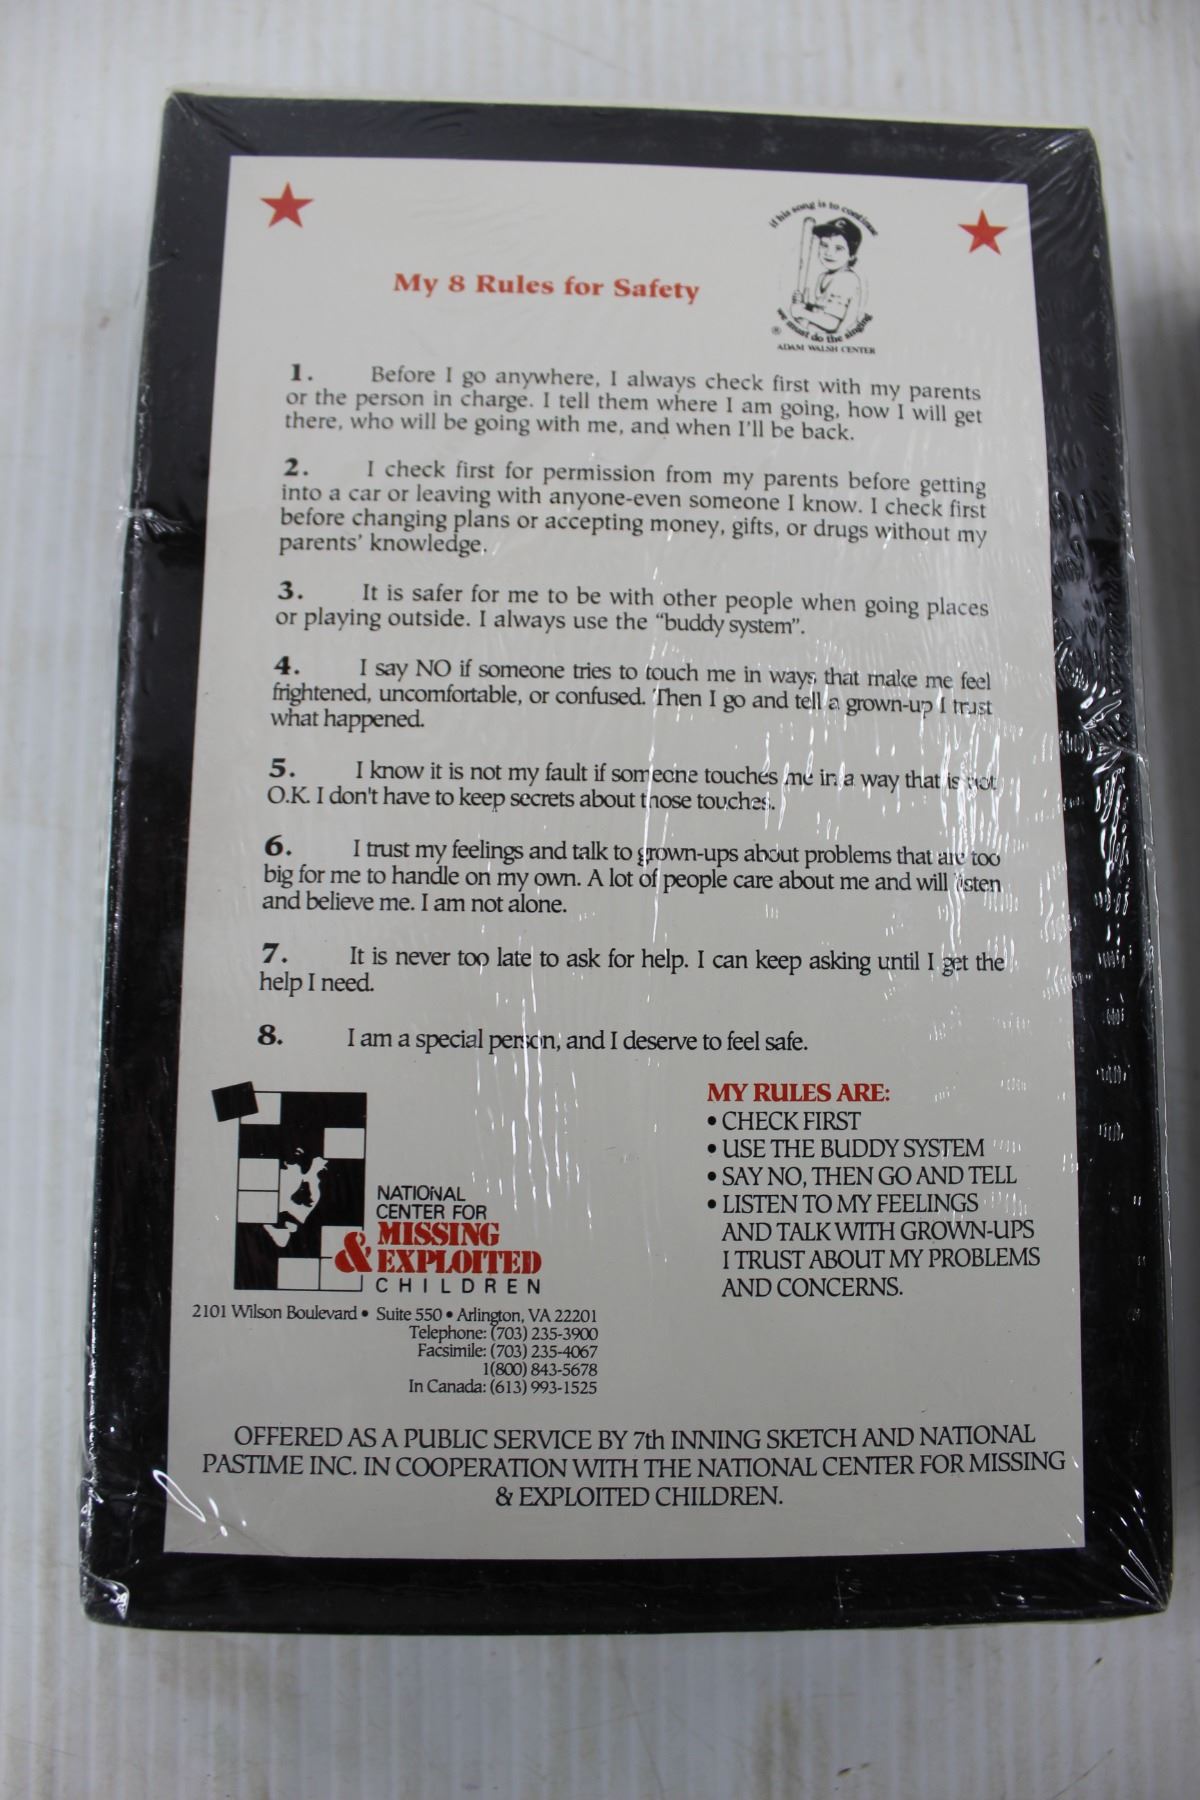 if his song is to continue
we must do the singing
®
ADAM WALSH CENTER
My 8 Rules for Safety
1. Before I go anywhere, I always check first with my parents
or the person in charge. I tell them where I am going, how I will get
there, who will be going with me, and when I'll be back.
2. I check first for permission from my parents before getting
into a car or leaving with anyone-even someone I know. I check first
before changing plans or accepting money, gifts, or drugs without my
parents' knowledge.
3. It is safer for me to be with other people when going places
or playing outside. I always use the "buddy system".
4. I say NO if someone tries to touch me in ways that make me feel
frightened, uncomfortable, or confused. Then I go and tell a grown-up I trust
what happened.
5. I know it is not my fault if someone touches me in a way that is not
O.K. I don't have to keep secrets about those touches.
6. I trust my feelings and talk to grown-ups about problems that are too
big for me to handle on my own. A lot of people care about me and will listen
and believe me. I am not alone.
7. It is never too late to ask for help. I can keep asking until I get the
help I need.
8. I am a special person, and I deserve to feel safe.
NATIONAL
CENTER FOR
MISSING
& EXPLOITED
CHILDREN
2101 Wilson Boulevard • Suite 550 • Arlington, VA 22201
Telephone: (703) 235-3900
Facsimile: (703) 235-4067
1(800) 843-5678
In Canada: (613) 993-1525
MY RULES ARE:
• CHECK FIRST
• USE THE BUDDY SYSTEM
• SAY NO, THEN GO AND TELL
• LISTEN TO MY FEELINGS
AND TALK WITH GROWN-UPS
I TRUST ABOUT MY PROBLEMS
AND CONCERNS.
OFFERED AS A PUBLIC SERVICE BY 7th INNING SKETCH AND NATIONAL
PASTIME INC. IN COOPERATION WITH THE NATIONAL CENTER FOR MISSING
& EXPLOITED CHILDREN.